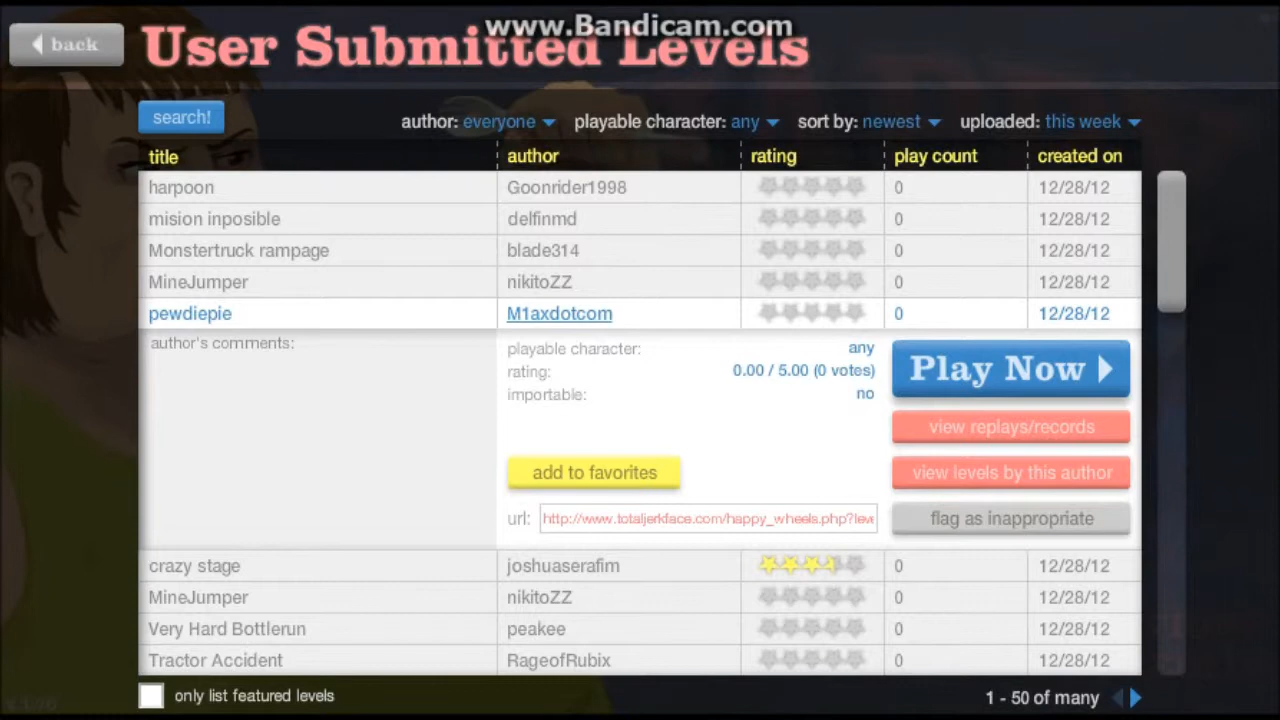 www.Bandicam.com
back
User Submitted Levels
search!
author: everyone playable character: any sort by: newest uploaded: this week
title author rating play count created on
harpoon Goonrider1998 0 12/28/12
mision inposible delfinmd 0 12/28/12
Monstertruck rampage blade314 0 12/28/12
MineJumper nikitoZZ 0 12/28/12
pewdiepie M1axdotcom 0 12/28/12
author's comments:
playable character: any
rating: 0.00 / 5.00 (0 votes)
importable: no
Play Now
view replays/records
add to favorites
view levels by this author
url: http://www.totaljerkface.com/happy_wheels.php?leve
flag as inappropriate
crazy stage joshuaserafim 0 12/28/12
MineJumper nikitoZZ 0 12/28/12
Very Hard Bottlerun peakee 0 12/28/12
Tractor Accident RageofRubix 0 12/28/12
only list featured levels
1 - 50 of many